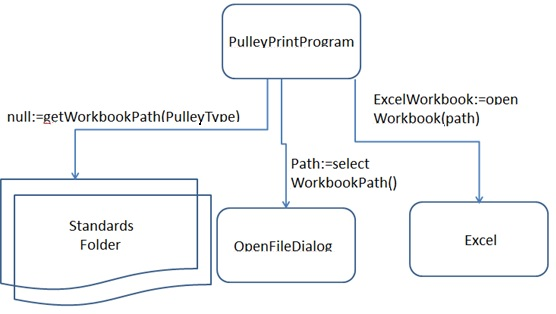 PulleyPrintProgram
null:=getWorkbookPath(PulleyType)
ExcelWorkbook:=open
Workbook(path)
Path:=select
WorkbookPath()
Standards
Folder
OpenFileDialog
Excel